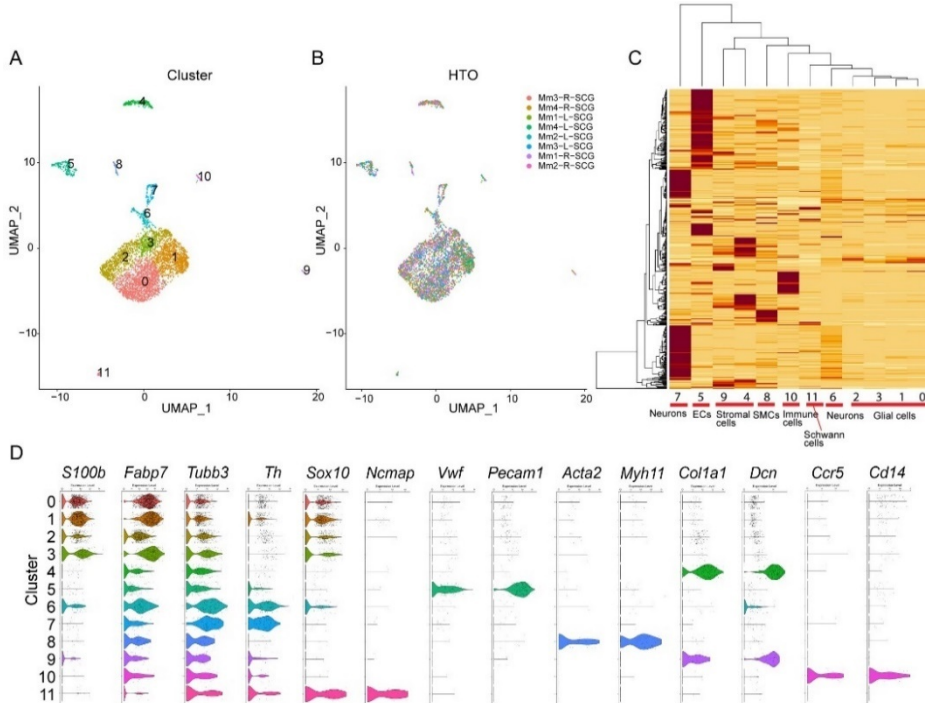 A
Cluster
UMAP_2
10
0
−10
−10
0
10
20
UMAP_1
4
5
8
10
7
6
3
2
1
0
9
11
B
HTO
Mm3-R-SCG
Mm4-R-SCG
Mm1-L-SCG
Mm4-L-SCG
Mm2-L-SCG
Mm3-L-SCG
Mm1-R-SCG
Mm2-R-SCG
UMAP_2
10
0
−10
−10
0
10
20
UMAP_1
C
7 5 9 4 8 10 11 6 2 3 1 0
Neurons ECs Stromal cells SMCs Immune cells Schwann cells Neurons Glial cells
D
S100b Fabp7 Tubb3 Th Sox10 Ncmap Vwf Pecam1 Acta2 Myh11 Col1a1 Dcn Ccr5 Cd14
Cluster
0
1
2
3
4
5
6
7
8
9
10
11